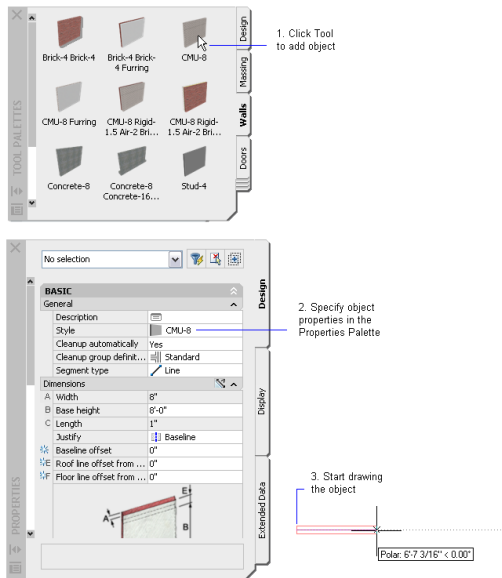 Design
Massing
Walls
Doors
TOOL PALETTES
Brick-4 Brick-4
Brick-4 Brick-
4 Furring
CMU-8
CMU-8 Furring
CMU-8 Rigid-
1.5 Air-2 Bri...
CMU-8 Rigid-
1.5 Air-2 Bri...
Concrete-8
Concrete-8
Concrete-16...
Stud-4
1. Click Tool
to add object
No selection
Design
Display
Extended Data
PROPERTIES
BASIC
General
Description
Style CMU-8
Cleanup automatically Yes
Cleanup group definit... Standard
Segment type Line
Dimensions
A Width 8"
B Base height 8'-0"
C Length 1"
Justify Baseline
Baseline offset 0"
E Roof line offset from ... 0"
F Floor line offset from ... 0"
E
A
B
2. Specify object
properties in the
Properties Palette
3. Start drawing
the object
Polar: 6'-7 3/16" < 0.00°